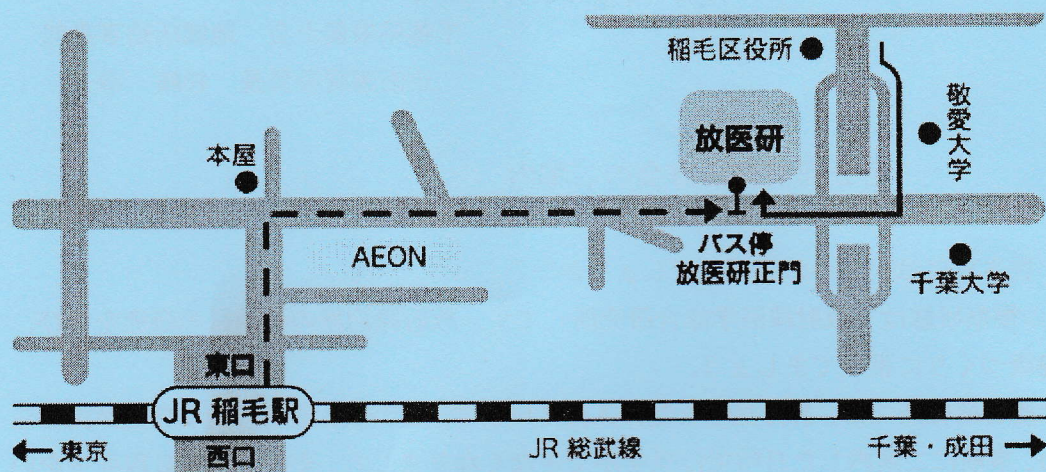 稲毛区役所
敬愛大学
放医研
本屋
バス停
放医研正門
AEON
千葉大学
東口
JR 稲毛駅
← 東京
西口
JR 総武線
千葉・成田 →